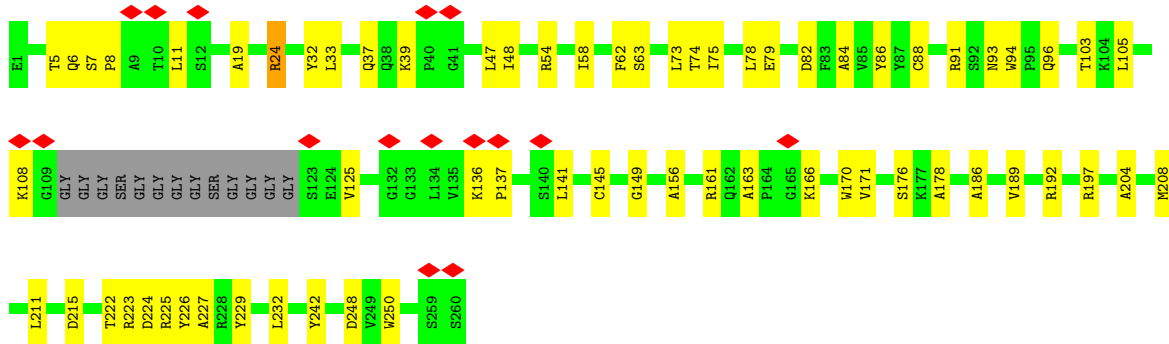 E1 T5 Q6 S7 P8 A9 T10 L11 S12 A19 R24 Y32 L33 Q37 Q38 K39 P40 G41 L47 I48 R54 I58 F62 S63 L73 T74 I75 L78 E79 D82 F83 A84 V85 Y86 Y87 C88 R91 S92 N93 W94 P95 Q96 T103 K104 L105
K108 G109 GLY GLY GLY SER GLY GLY GLY GLY SER GLY GLY GLY GLY S123 E124 V125 G132 G133 L134 V135 K136 P137 S140 L141 C145 G149 A156 R161 Q162 A163 P164 G165 K166 W170 V171 S176 K177 A178 A186 V189 R192 R197 A204 M208
L211 D215 T222 R223 D224 R225 Y226 A227 R228 Y229 L232 Y242 D248 V249 W250 S259 S260